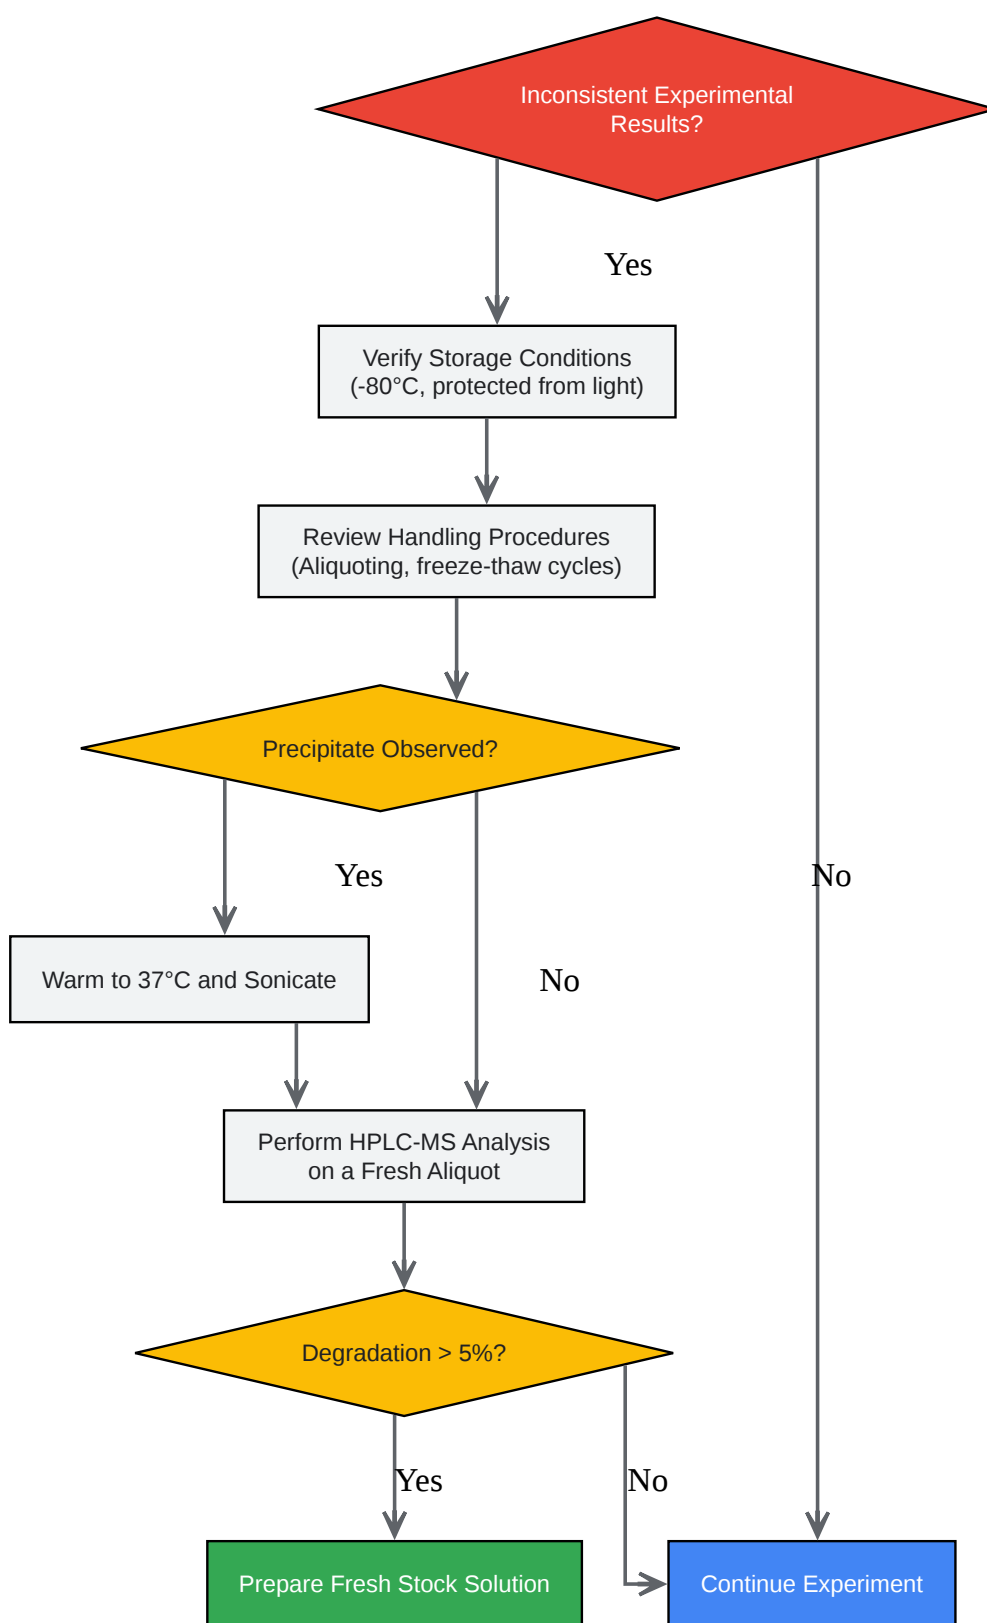 Inconsistent Experimental
Results?
Yes
Verify Storage Conditions
(-80°C, protected from light)
Review Handling Procedures
(Aliquoting, freeze-thaw cycles)
Precipitate Observed?
Yes
No
Warm to 37°C and Sonicate
No
Perform HPLC-MS Analysis
on a Fresh Aliquot
Degradation > 5%?
Yes
No
Prepare Fresh Stock Solution
Continue Experiment